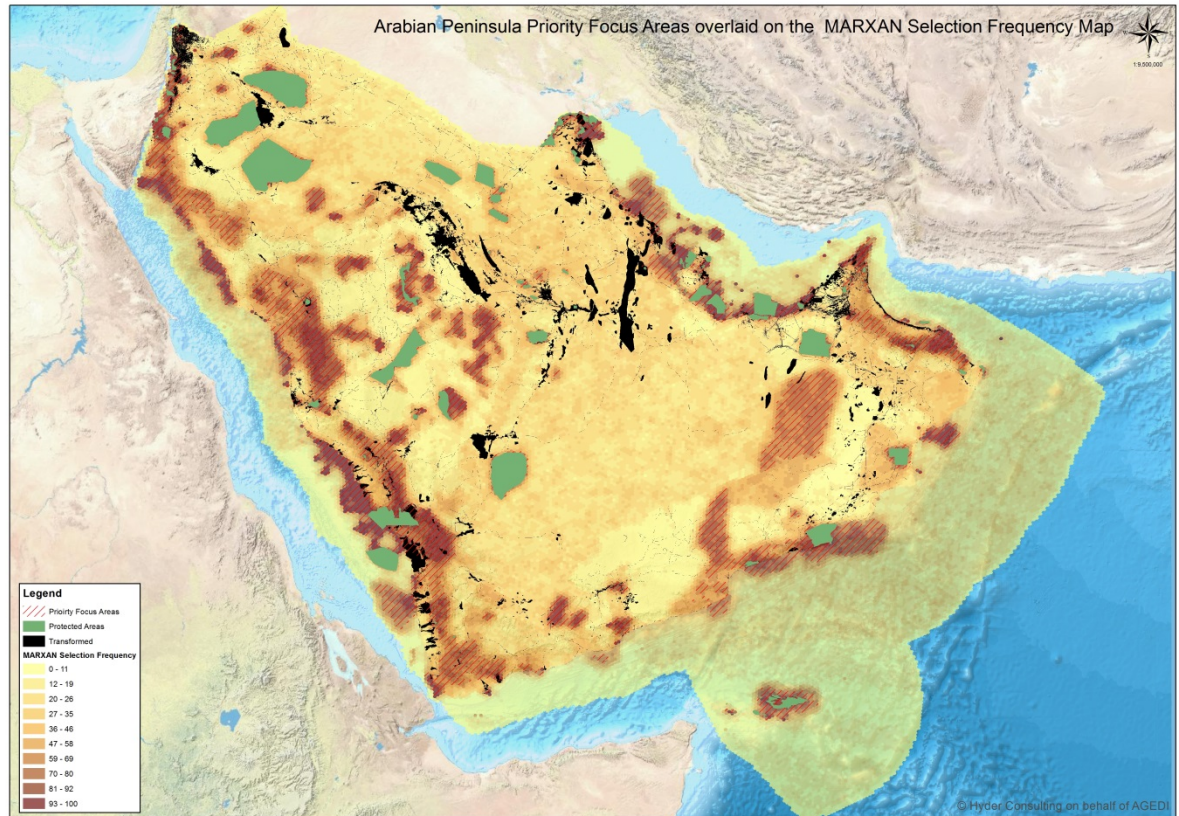 Arabian Peninsula Priority Focus Areas overlaid on the MARXAN Selection Frequency Map
1:9,500,000
Legend
Prioirty Focus Areas
Protected Areas
Transformed
MARXAN Selection Frequency
0 - 11
12 - 19
20 - 26
27 - 35
36 - 46
47 - 58
59 - 69
70 - 80
81 - 92
93 - 100
© Hyder Consulting on behalf of AGEDI